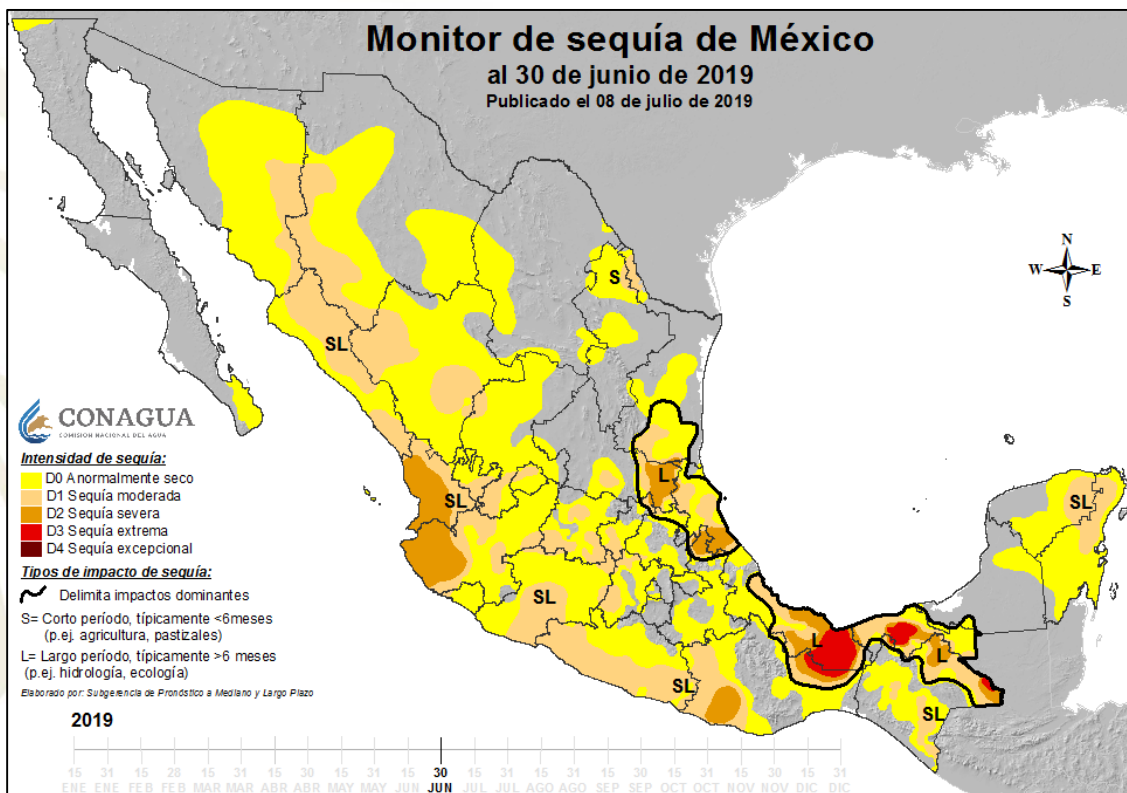 Monitor de sequía de México
al 30 de junio de 2019
Publicado el 08 de julio de 2019
N
W E
S
S
SL
L
SL
SL
SL
L
L
SL
SL
CONAGUA
COMISIÓN NACIONAL DEL AGUA
Intensidad de sequía:
D0 Anormalmente seco
D1 Sequía moderada
D2 Sequía severa
D3 Sequía extrema
D4 Sequía excepcional
Tipos de impacto de sequía:
Delimita impactos dominantes
S= Corto período, típicamente <6meses
(p.ej. agricultura, pastizales)
L= Largo período, típicamente >6 meses
(p.ej. hidrología, ecología)
Elaborado por: Subgerencia de Pronóstico a Mediano y Largo Plazo
2019
15 31 15 28 15 31 15 30 15 31 15 30 15 31 15 31 15 30 15 31 15 30 15 31
ENE ENE FEB FEB MAR MAR ABR ABR MAY MAY JUN JUN JUL JUL AGO AGO SEP SEP OCT OCT NOV NOV DIC DIC